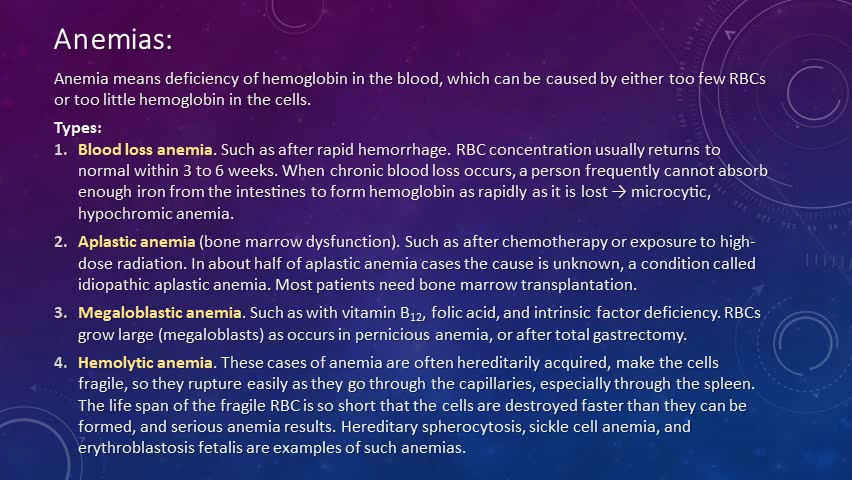 Anemias:
Anemia means deficiency of hemoglobin in the blood, which can be caused by either too few RBCs
or too little hemoglobin in the cells.
Types:
1. Blood loss anemia. Such as after rapid hemorrhage. RBC concentration usually returns to
normal within 3 to 6 weeks. When chronic blood loss occurs, a person frequently cannot absorb
enough iron from the intestines to form hemoglobin as rapidly as it is lost → microcytic,
hypochromic anemia.
2. Aplastic anemia (bone marrow dysfunction). Such as after chemotherapy or exposure to high-
dose radiation. In about half of aplastic anemia cases the cause is unknown, a condition called
idiopathic aplastic anemia. Most patients need bone marrow transplantation.
3. Megaloblastic anemia. Such as with vitamin B₁₂, folic acid, and intrinsic factor deficiency. RBCs
grow large (megaloblasts) as occurs in pernicious anemia, or after total gastrectomy.
4. Hemolytic anemia. These cases of anemia are often hereditarily acquired, make the cells
fragile, so they rupture easily as they go through the capillaries, especially through the spleen.
The life span of the fragile RBC is so short that the cells are destroyed faster than they can be
formed, and serious anemia results. Hereditary spherocytosis, sickle cell anemia, and
erythroblastosis fetalis are examples of such anemias.